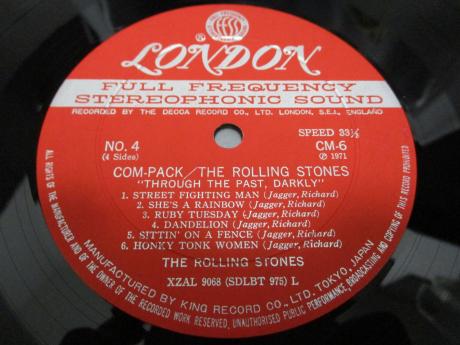 LONDON
FULL FREQUENCY
STEREOPHONIC SOUND
RECORDED BY THE DECCA RECORD CO., LTD. LONDON, S.E.I., ENGLAND
SPEED 33⅓
NO. 4
(4 Sides)
CM-6
℗ 1971
COM-PACK/THE ROLLING STONES
"THROUGH THE PAST, DARKLY"
1. STREET FIGHTING MAN (Jagger, Richard)
2. SHE'S A RAINBOW (Jagger, Richard)
3. RUBY TUESDAY (Jagger, Richard)
4. DANDELION (Jagger, Richard)
5. SITTIN' ON A FENCE (Jagger, Richard)
6. HONKY TONK WOMEN (Jagger, Richard)
THE ROLLING STONES
XZAL 9068 (SDLBT 975) L
MANUFACTURED BY KING RECORD CO., LTD. TOKYO, JAPAN
ALL RIGHTS OF THE MANUFACTURER AND OF THE OWNER OF THE RECORDED WORK RESERVED, UNAUTHORISED PUBLIC PERFORMANCE BROADCASTING AND COPYING OF THIS RECORD PROHIBITED